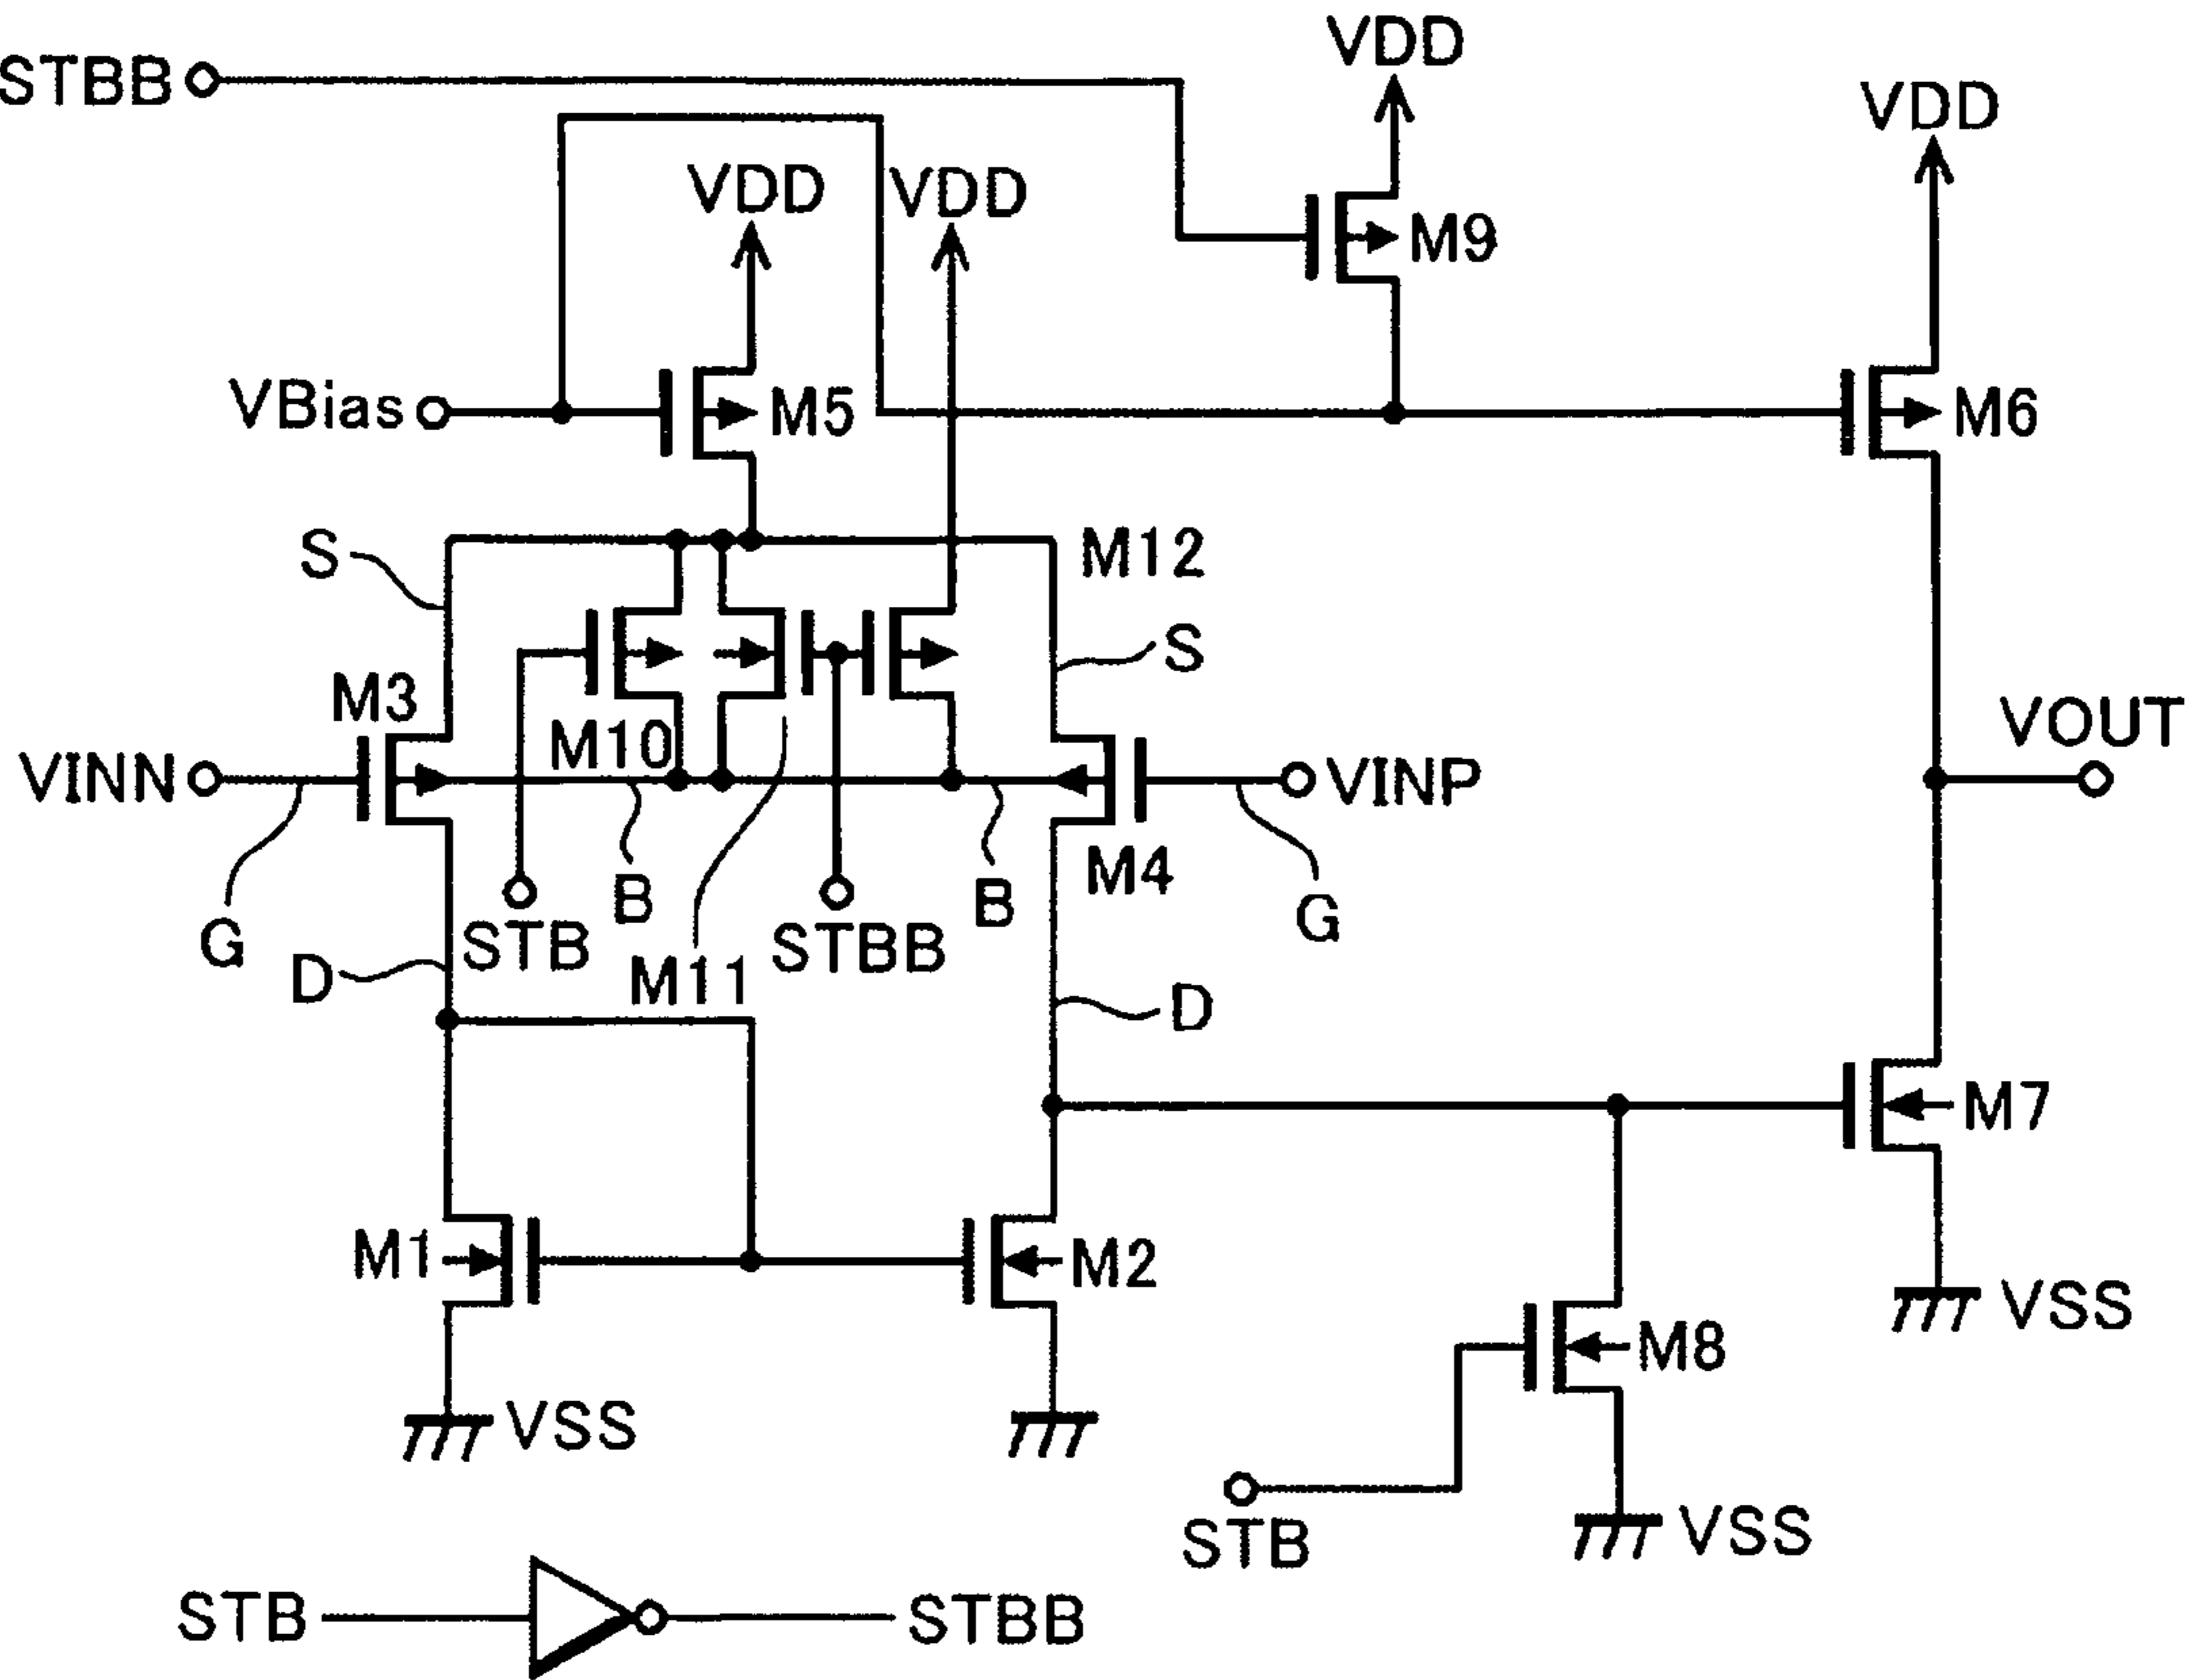 VDD
STBB
VDD
VDD
VDD
M9
VBias
M5
M6
S
M12
S
M3
M10
VOUT
VINN
VINP
M4
B
B
G
G
STB
STBB
D
M11
D
M7
M1
M2
VSS
M8
VSS
STB
VSS
STB
STBB